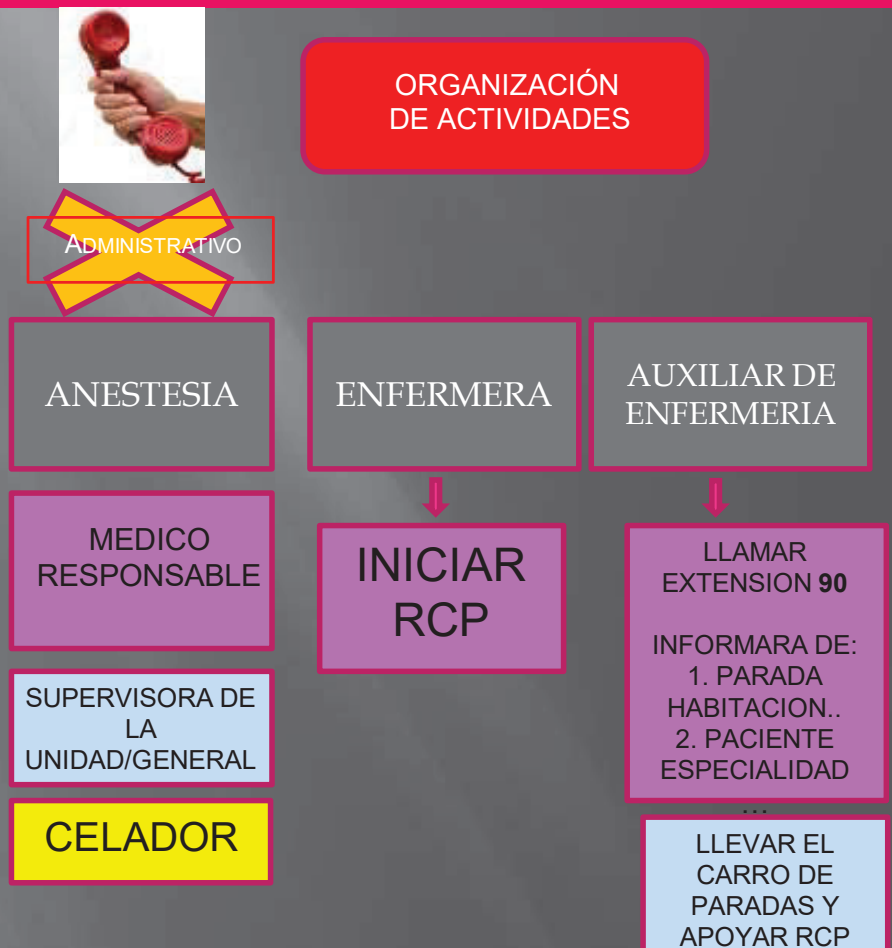 ORGANIZACIÓN
DE ACTIVIDADES
ADMINISTRATIVO
ANESTESIA
MEDICO
RESPONSABLE
SUPERVISORA DE
LA
UNIDAD/GENERAL
CELADOR
ENFERMERA
INICIAR
RCP
AUXILIAR DE
ENFERMERIA
LLAMAR
EXTENSION 90
INFORMARA DE:
1. PARADA
HABITACION..
2. PACIENTE
ESPECIALIDAD
...
LLEVAR EL
CARRO DE
PARADAS Y
APOYAR RCP